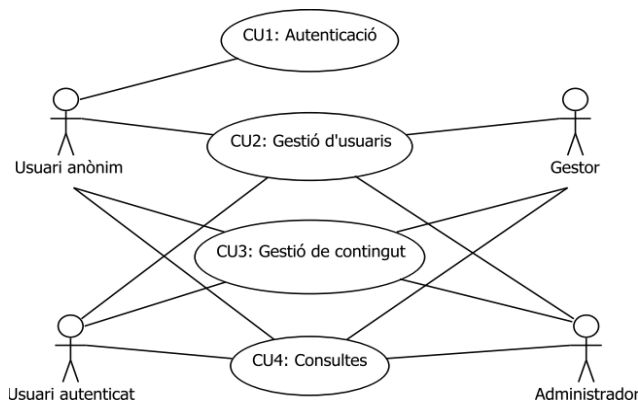 CU1: Autenticació
CU2: Gestió d'usuaris
Usuari anònim
Gestor
CU3: Gestió de contingut
CU4: Consultes
Usuari autenticat
Administrador